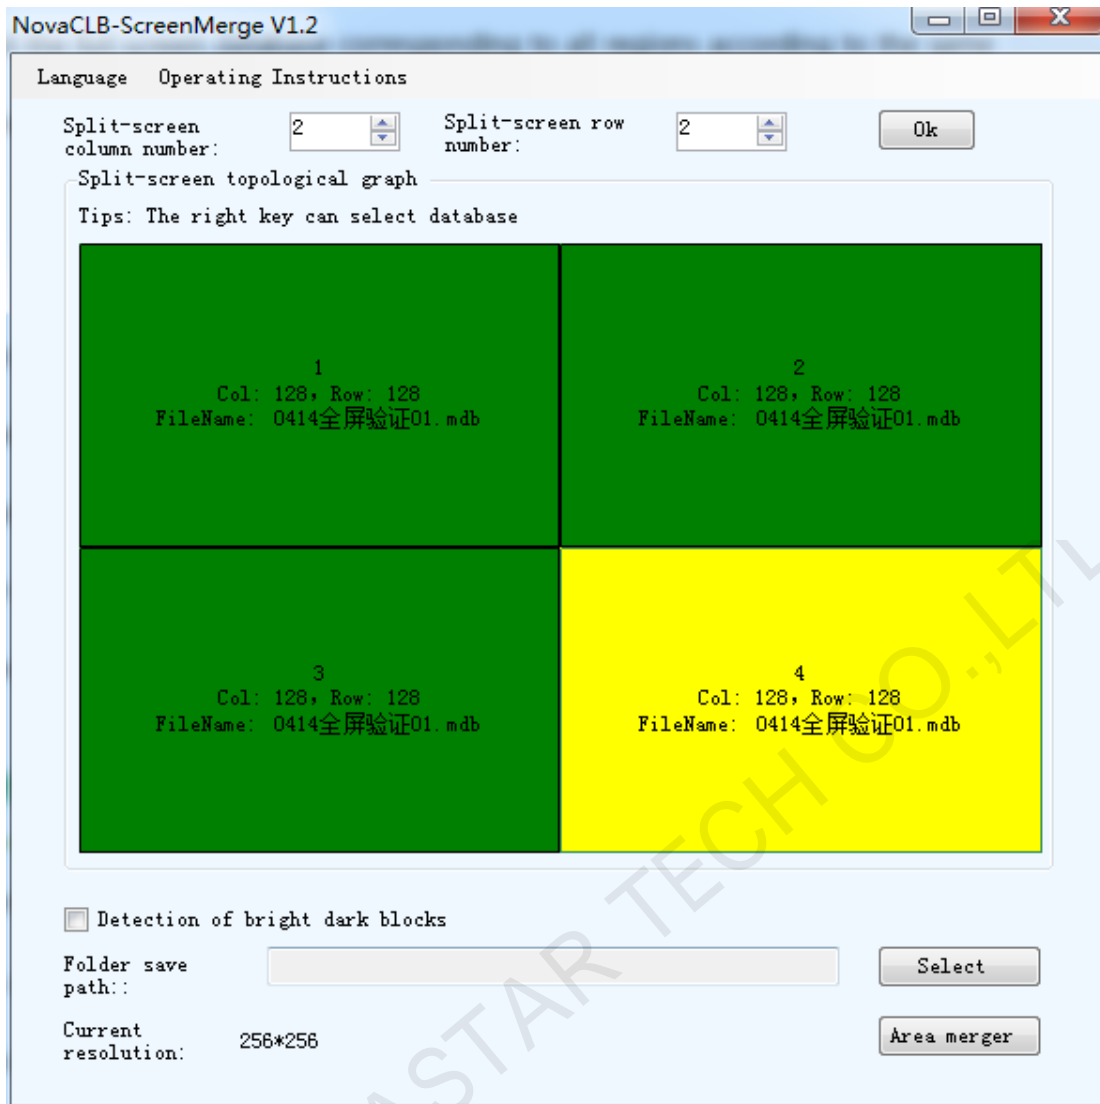 NovaCLB-ScreenMerge V1.2
Language Operating Instructions
Split-screen
column number:
2
Split-screen row
number:
2
Ok
Split-screen topological graph
Tips: The right key can select database
1
Col: 128, Row: 128
FileName: 0414全屏验证01.mdb
2
Col: 128, Row: 128
FileName: 0414全屏验证01.mdb
3
Col: 128, Row: 128
FileName: 0414全屏验证01.mdb
4
Col: 128, Row: 128
FileName: 0414全屏验证01.mdb
Detection of bright dark blocks
Folder save
path::
Select
Current
resolution:
256*256
Area merger
ASTAR TECH CO.,LTD